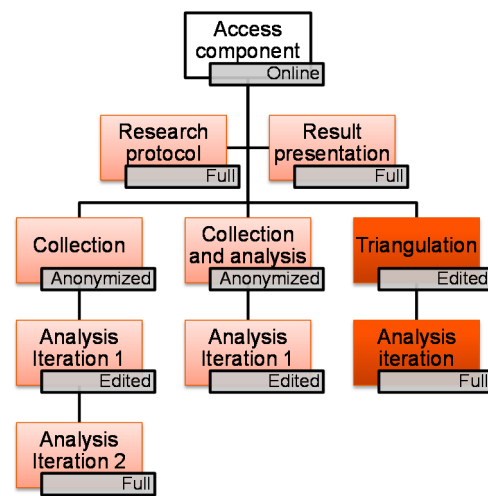 Access
component
Online
Research
protocol
Full
Result
presentation
Full
Collection
Anonymized
Collection
and analysis
Anonymized
Triangulation
Edited
Analysis
Iteration 1
Edited
Analysis
Iteration 1
Edited
Analysis
iteration
Full
Analysis
Iteration 2
Full